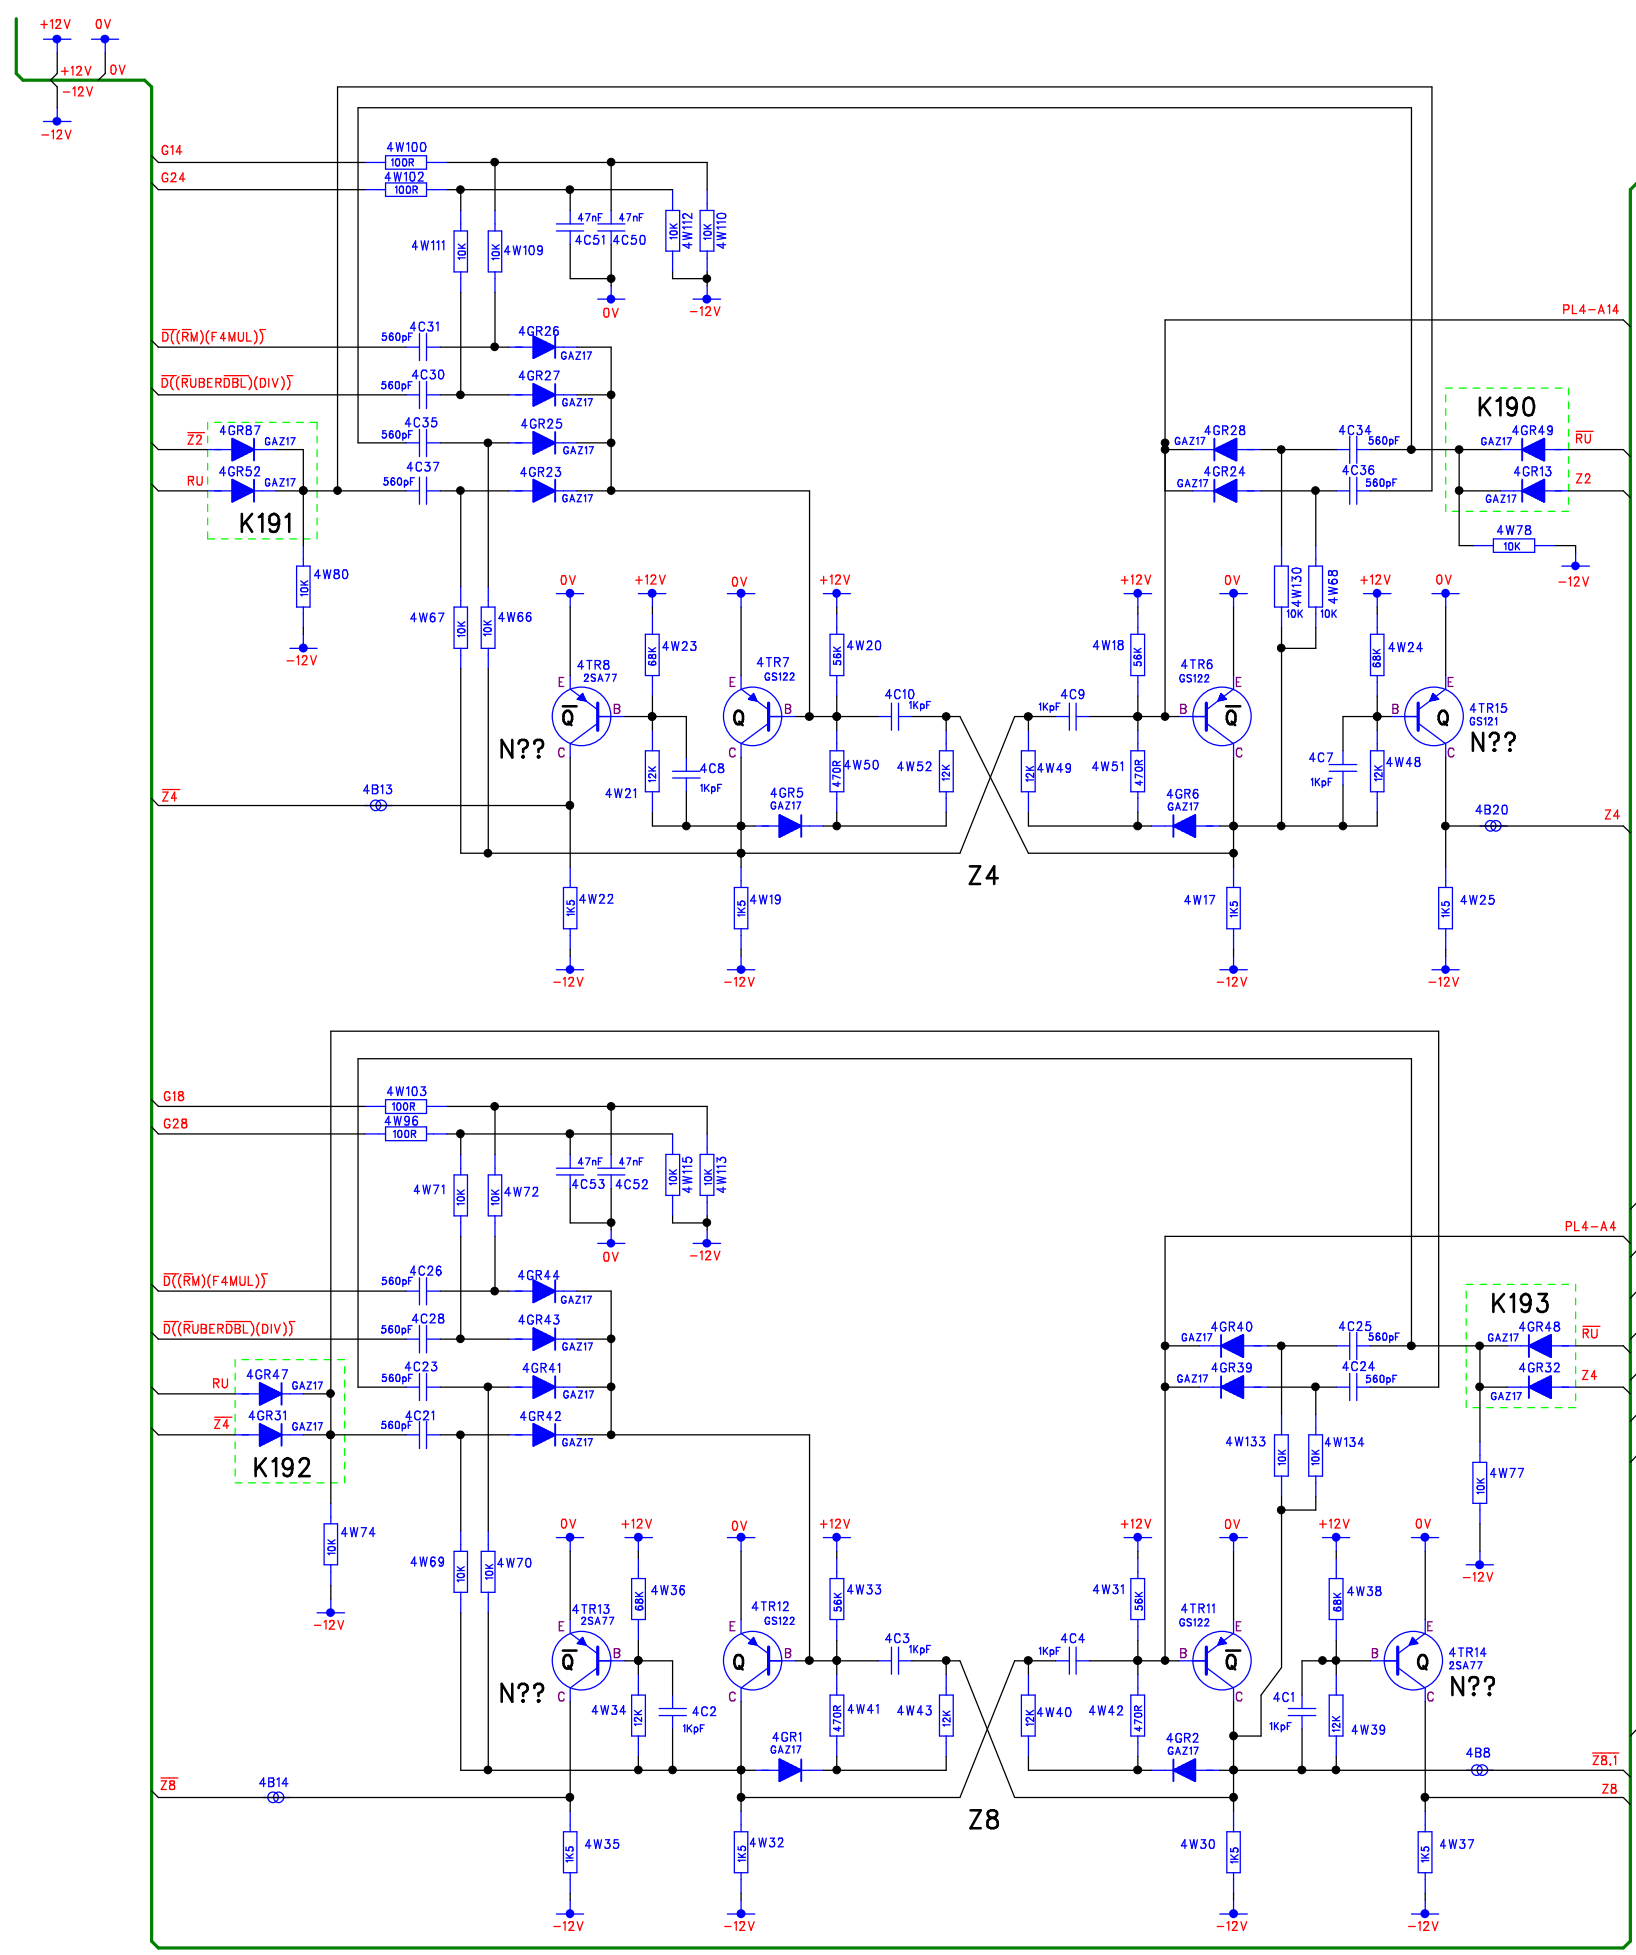 +12V 0V
+12V 0V
-12V
-12V
G14 4W100
100R
G24 4W102
100R
4W111 10K 10K 4W109 47nF 47nF 4C51 4C50 10K 4W112 10K 4W110
0V -12V
PL4-A14
D((RM)(F4MUL)) 560pF 4C31 4GR26 GAZ17
D((RUBERDBL)(DIV)) 560pF 4C30 4GR27 GAZ17
Z2 4GR87 GAZ17 560pF 4C35 4GR25 GAZ17
RU 4GR52 GAZ17 560pF 4C37 4GR23 GAZ17
K191
K190
GAZ17 4GR28 4C34 560pF GAZ17 4GR49 RU
GAZ17 4GR24 4C36 560pF GAZ17 4GR13 Z2
4W78
10K
-12V
10K 4W80
-12V
4W67 10K 10K 4W66
10K 4W130 10K 4W68
0V +12V 0V +12V +12V 0V +12V 0V
68K 4W23 56K 4W20 4W18 56K 68K 4W24
4TR8 2SA77 4TR7 GS122 4TR6 GS122 4TR15 GS121
E E E E
Q B Q B B Q B Q
C C C C
N?? N??
4C10 1KpF 4C9 1KpF
4W21 12K 4C8 1KpF 470R 4W50 4W52 12K 12K 4W49 4W51 470R 4C7 1KpF 12K 4W48
4GR5 GAZ17 4GR6 GAZ17
Z4 4B13 4B20 Z4
Z4
1K5 4W22 1K5 4W19 4W17 1K5 1K5 4W25
-12V -12V -12V -12V
G18 4W103
100R
G28 4W96
100R
4W71 10K 10K 4W72 47nF 47nF 4C53 4C52 10K 4W115 10K 4W113
0V -12V
PL4-A4
D((RM)(F4MUL)) 560pF 4C26 4GR44 GAZ17
D((RUBERDBL)(DIV)) 560pF 4C28 4GR43 GAZ17
RU 4GR47 GAZ17 560pF 4C23 4GR41 GAZ17
Z4 4GR31 GAZ17 560pF 4C21 4GR42 GAZ17
K192
K193
GAZ17 4GR40 4C25 560pF GAZ17 4GR48 RU
GAZ17 4GR39 4C24 560pF GAZ17 4GR32 Z4
4W133 10K 10K 4W134 10K 4W77
-12V
10K 4W74
-12V
4W69 10K 10K 4W70
0V +12V 0V +12V +12V 0V +12V 0V
68K 4W36 56K 4W33 4W31 56K 68K 4W38
4TR13 2SA77 4TR12 GS122 4TR11 GS122 4TR14 2SA77
E E E E
Q B Q B B Q B Q
C C C C
N?? N??
4C3 1KpF 4C4 1KpF
4W34 12K 4C2 1KpF 470R 4W41 4W43 12K 12K 4W40 4W42 470R 4C1 1KpF 12K 4W39
4GR1 GAZ17 4GR2 GAZ17
4B8 Z8,1
Z8 4B14 Z8
Z8
1K5 4W35 1K5 4W32 4W30 1K5 1K5 4W37
-12V -12V -12V -12V